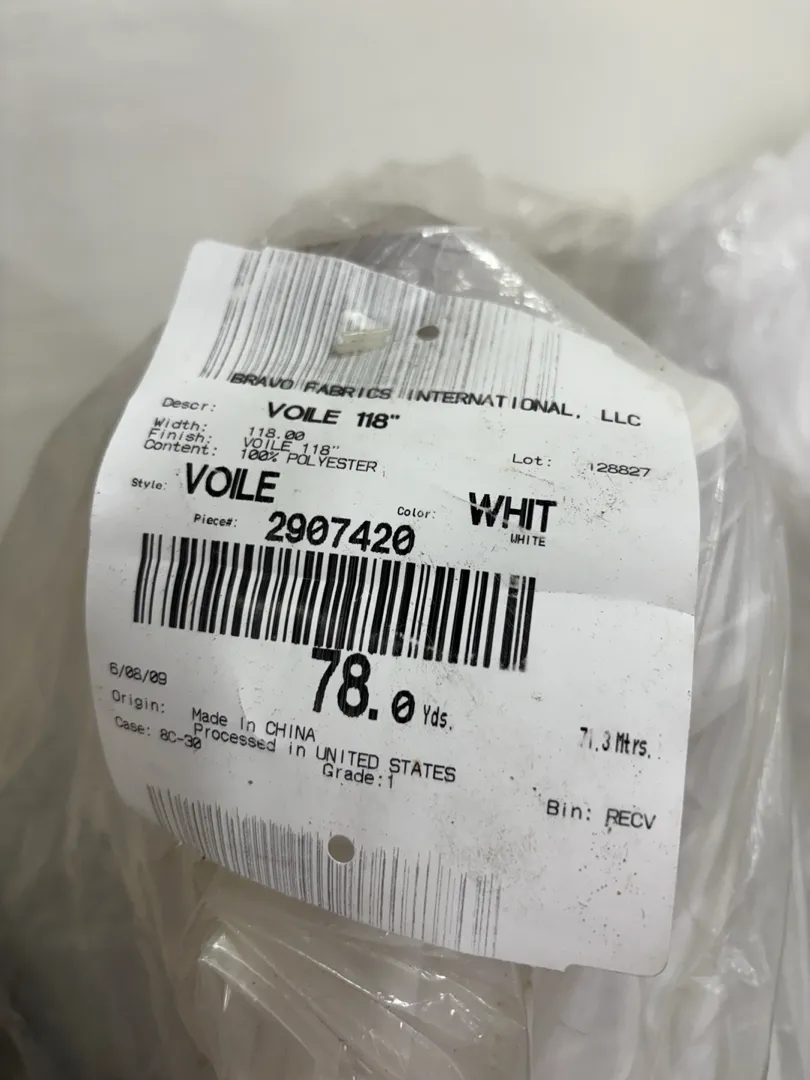 BRAVO FABRICS INTERNATIONAL, LLC
Descr: VOILE 118"
Width: 118.00
Finish: VOILE 118"
Content: 100% POLYESTER
Lot: 128827
Style: VOILE
Color: WHIT
WHITE
Piece#: 2907420
78.0 Yds.
71.3 Mtrs.
6/08/09
Origin: Made In CHINA
Processed in UNITED STATES
Case: 8C-30
Grade:1
Bin: RECV